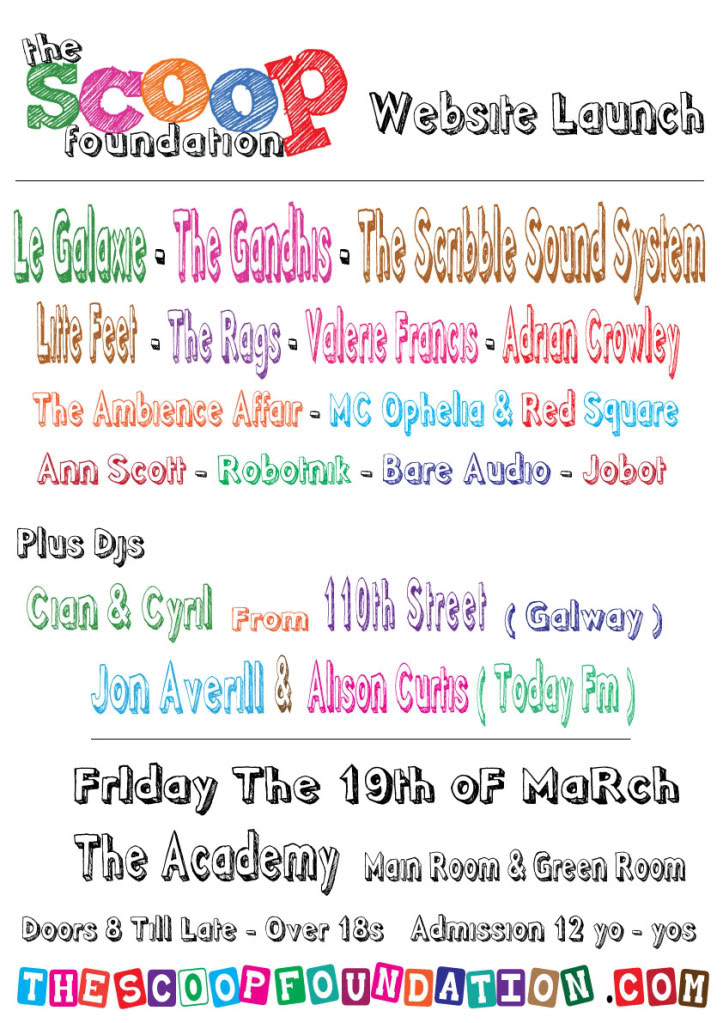 the
scoop
foundation
Website Launch
Le Galaxie - The Gandhis - The Scribble Sound System
Litte Feet - The Rags - Valerie Francis - Adrian Crowley
The Ambience Affair - MC Ophelia & Red Square
Ann Scott - Robotnik - Bare Audio - Jobot
Plus Djs
Cian & Cyril From 110th Street ( Galway )
Jon Averill & Alison Curtis ( Today Fm )
FrIday The 19th oF MaRch
The Academy Main Room & Green Room
Doors 8 Till Late - Over 18s Admission 12 yo - yos
THESCOOPFOUNDATION.COM